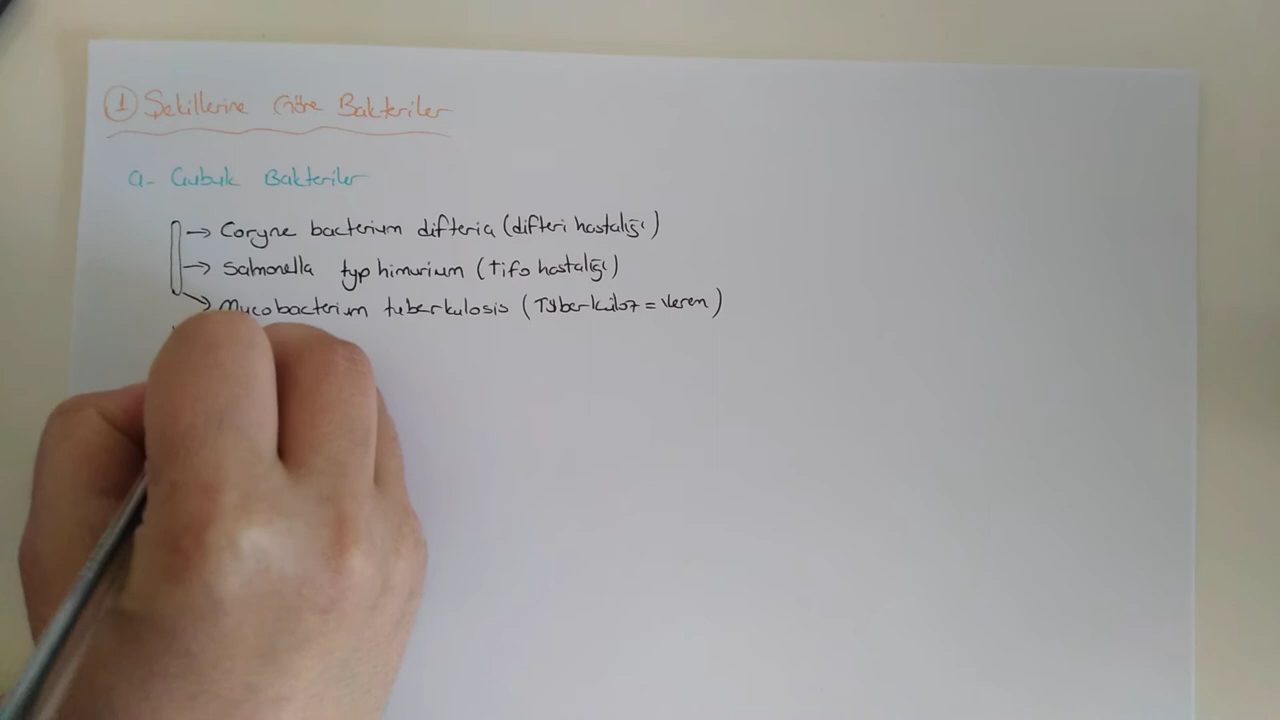 ① Şekillerine Göre Bakteriler
a- Çubuk Bakteriler
→ Coryne bacterium difteria (difteri hastalığı)
→ Salmonella typhimurium (tifo hastalığı)
→ Mycobacterium tuberkulosis (Tüberküloz = Verem)